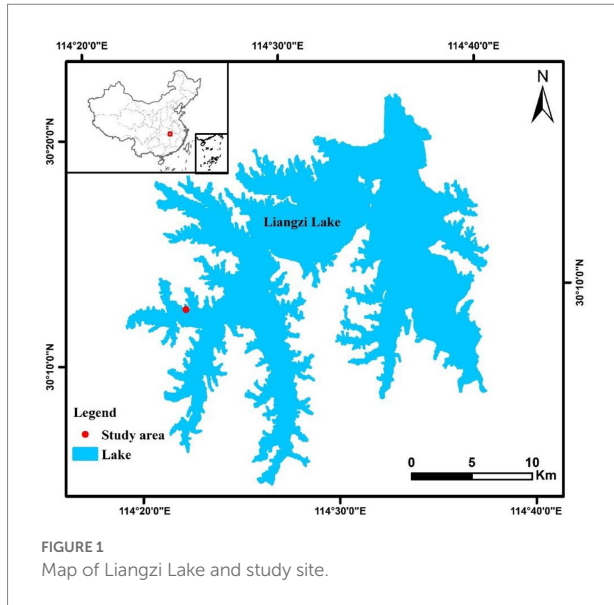 114°20'0"E 114°30'0"E 114°40'0"E
N
30°20'0"N
Liangzi Lake
30°10'0"N
30°10'0"N
Legend
Study area
Lake
0 5 10
Km
114°20'0"E 114°30'0"E 114°40'0"E
FIGURE 1
Map of Liangzi Lake and study site.